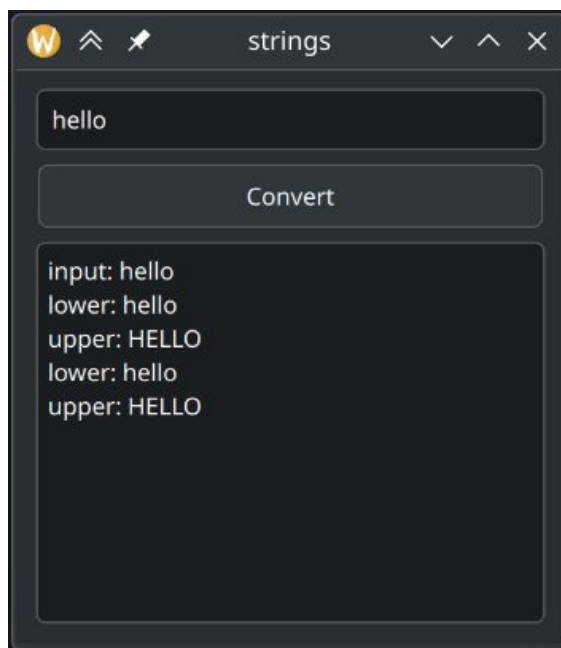 W
strings
hello
Convert
input: hello
lower: hello
upper: HELLO
lower: hello
upper: HELLO